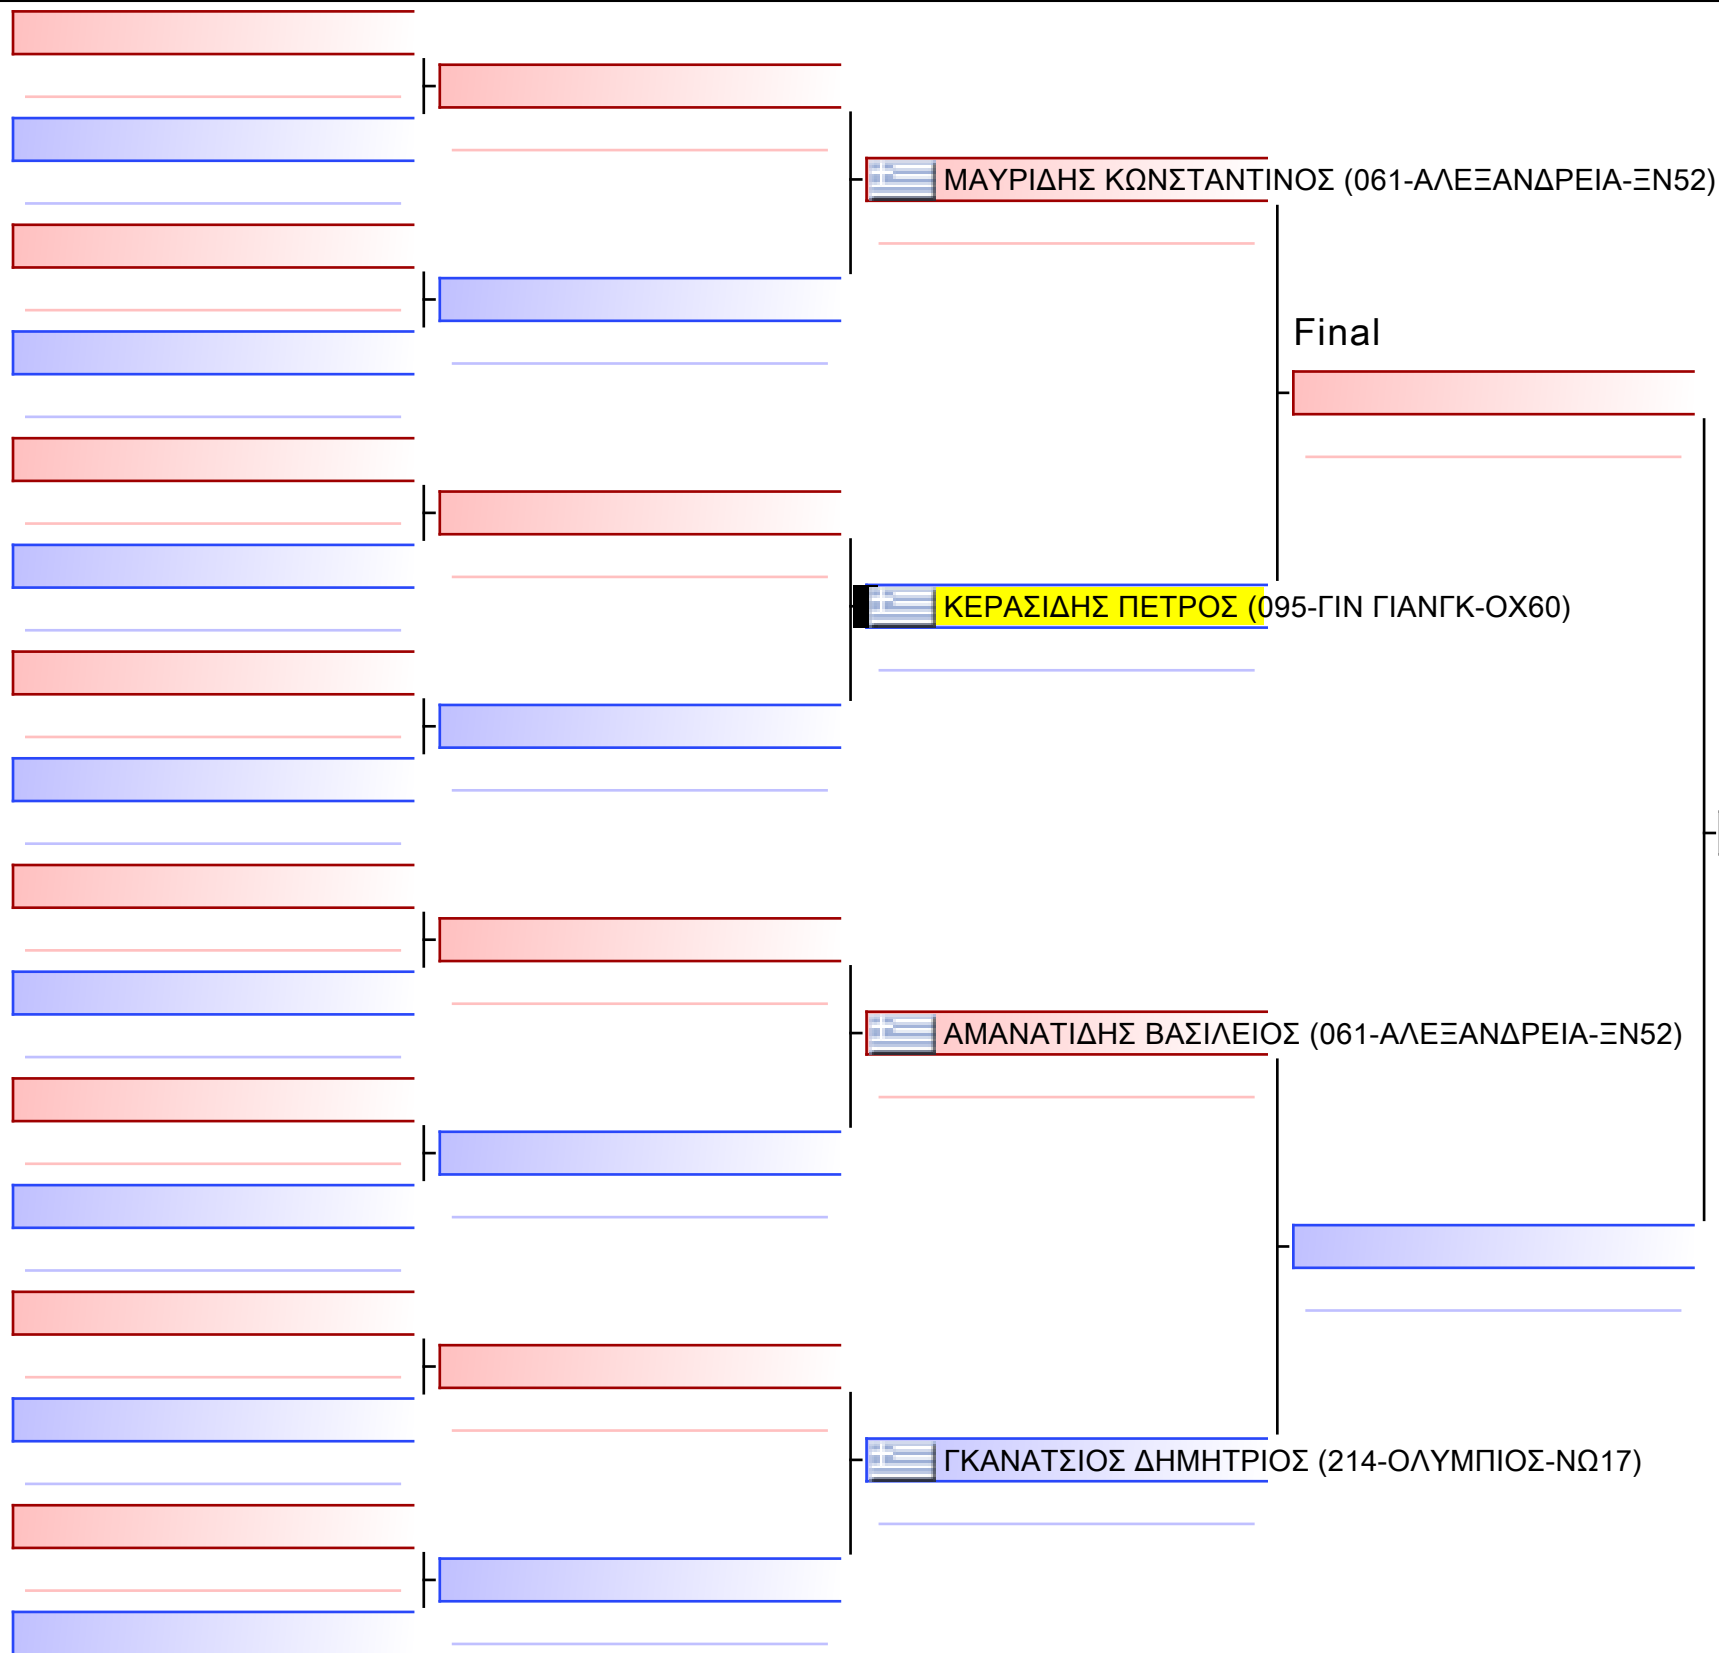 ΜΑΥΡΙΔΗΣ ΚΩΝΣΤΑΝΤΙΝΟΣ (061-ΑΛΕΞΑΝΔΡΕΙΑ-ΞΝ52)
Final
ΚΕΡΑΣΙΔΗΣ ΠΕΤΡΟΣ (095-ΓΙΝ ΓΙΑΝΓΚ-ΟΧ60)
ΑΜΑΝΑΤΙΔΗΣ ΒΑΣΙΛΕΙΟΣ (061-ΑΛΕΞΑΝΔΡΕΙΑ-ΞΝ52)
ΓΚΑΝΑΤΣΙΟΣ ΔΗΜΗΤΡΙΟΣ (214-ΟΛΥΜΠΙΟΣ-ΝΩ17)